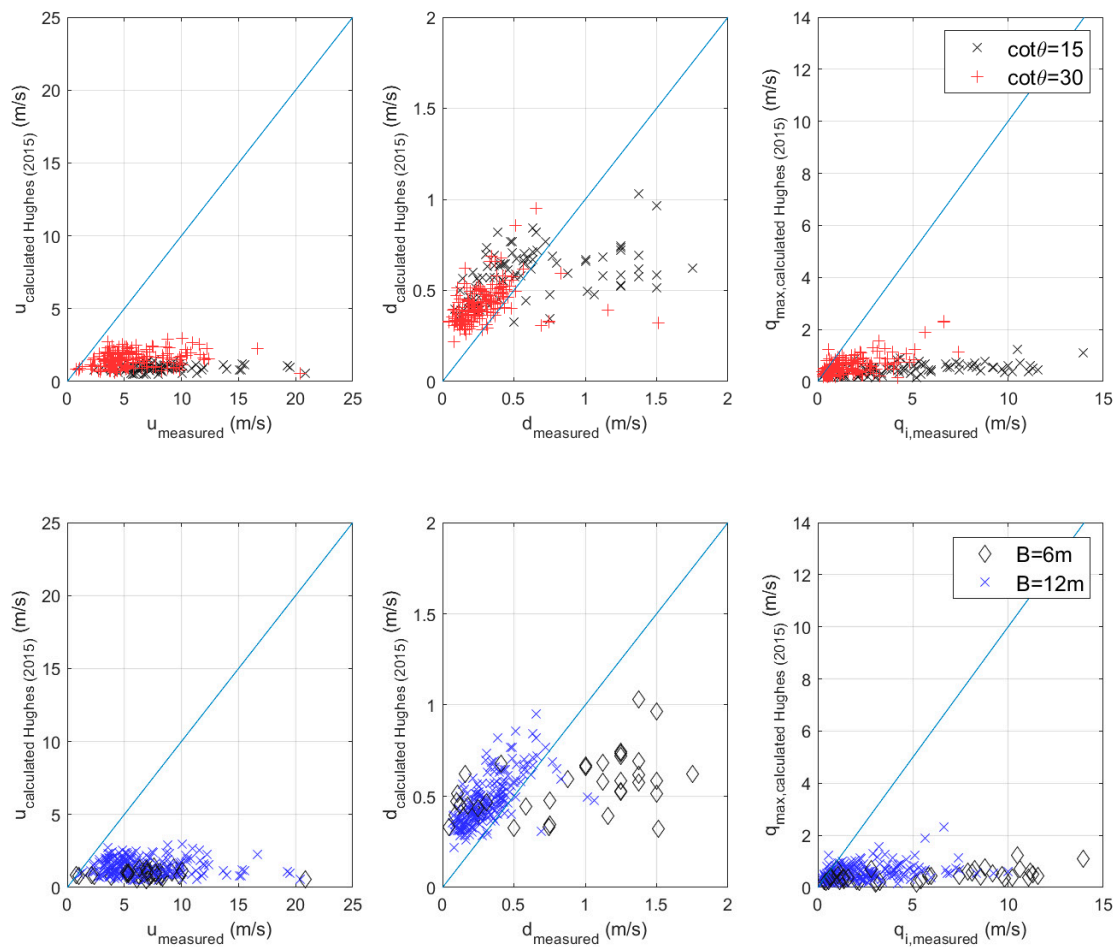 25
20
15
10
5
0
0 5 10 15 20 25
u_measured (m/s)
u_calculated Hughes (2015) (m/s)
2
1.5
1
0.5
0
0 0.5 1 1.5 2
d_measured (m/s)
d_calculated Hughes (2015) (m/s)
14
12
10
8
6
4
2
0
0 5 10 15
q_i,measured (m/s)
q_max,calculated Hughes (2015) (m/s)
cotθ=15
cotθ=30
25
20
15
10
5
0
0 5 10 15 20 25
u_measured (m/s)
u_calculated Hughes (2015) (m/s)
2
1.5
1
0.5
0
0 0.5 1 1.5 2
d_measured (m/s)
d_calculated Hughes (2015) (m/s)
14
12
10
8
6
4
2
0
0 5 10 15
q_i,measured (m/s)
q_max,calculated Hughes (2015) (m/s)
B=6m
B=12m